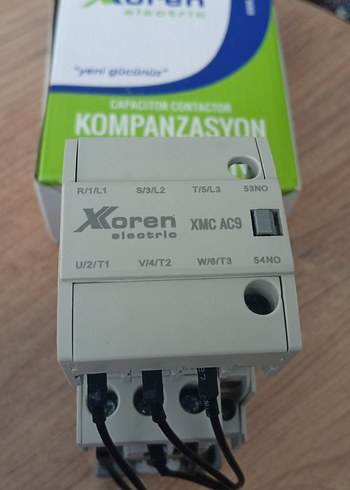 Xoren
electric
"yeni gücünüz"
CAPACITOR CONTACTOR
KOMPANZASYON
R/1/L1 S/3/L2 T/5/L3 53NO
Xoren
electric
XMC AC9
U/2/T1 V/4/T2 W/6/T3 54NO